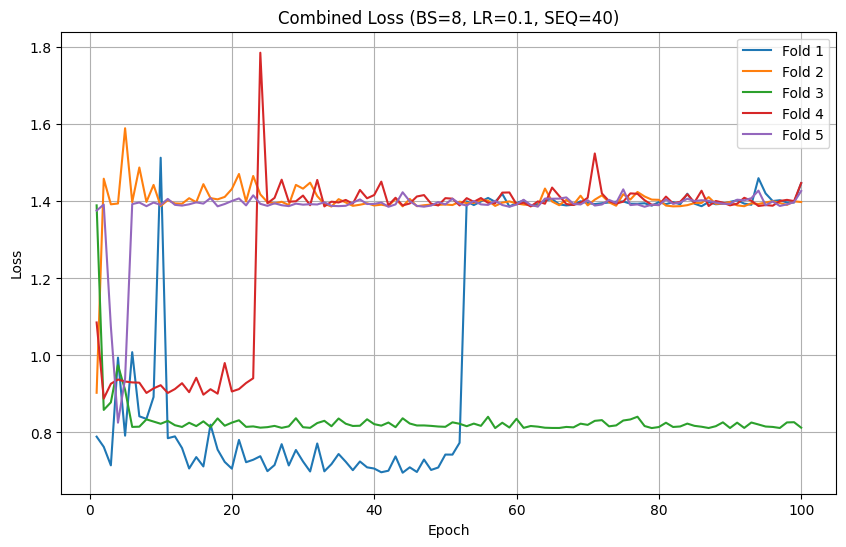 Combined Loss (BS=8, LR=0.1, SEQ=40)
Loss
1.8
1.6
1.4
1.2
1.0
0.8
0
20
40
60
80
100
Epoch
Fold 1
Fold 2
Fold 3
Fold 4
Fold 5